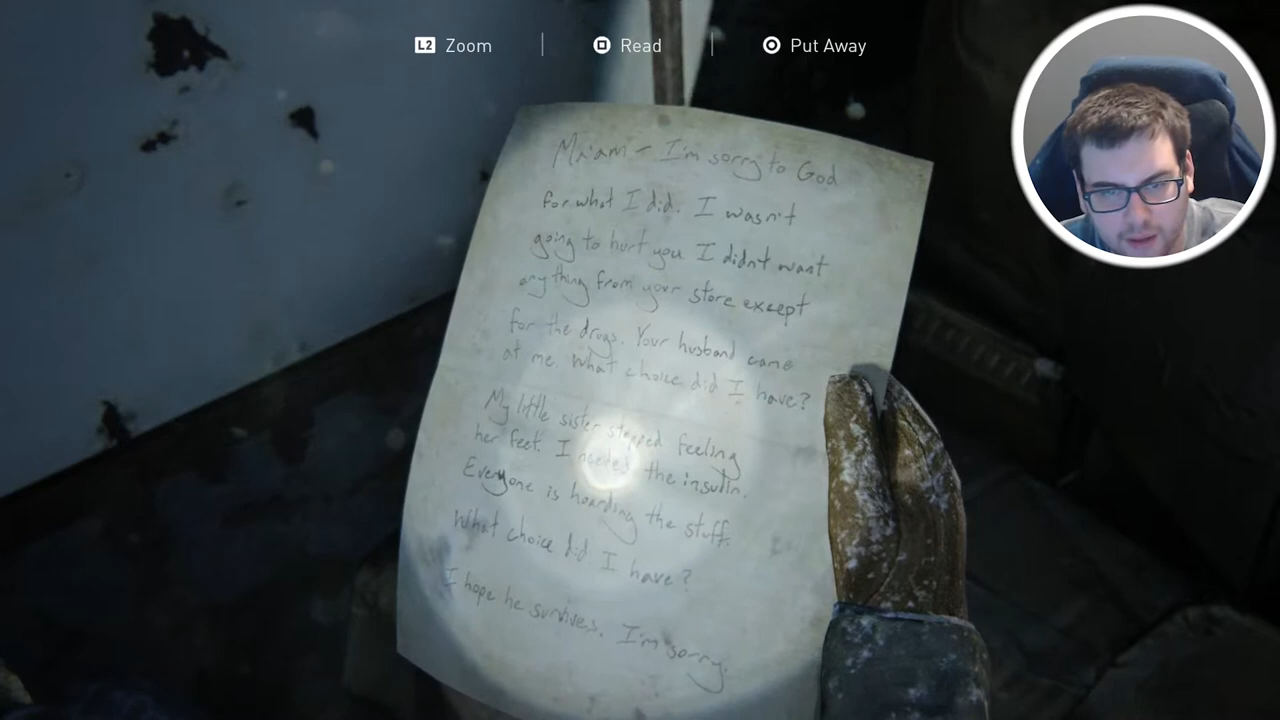 L2 Zoom | Read | Put Away
Ma'am - I'm sorry to God
for what I did. I wasn't
going to hurt you. I didn't want
anything from your store except
for the drugs. Your husband came
at me. What choice did I have?
My little sister stopped feeling
her feet. I needed the insulin.
Everyone is hoarding the stuff.
What choice did I have?
I hope he survives. I'm sorry.